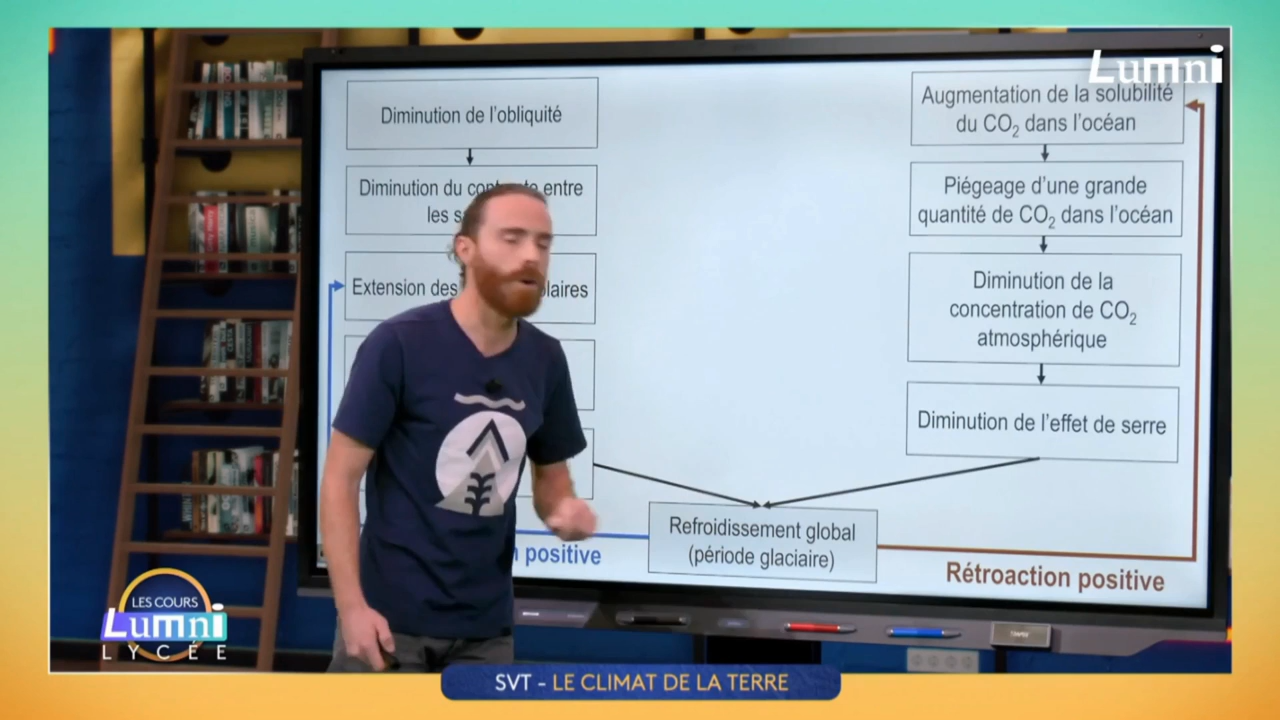 Lumni
Diminution de l'obliquité
Diminution du entre
les
Extension des
positive
Augmentation de la solubilité
du CO₂ dans l'océan
Piégeage d'une grande
quantité de CO₂ dans l'océan
Diminution de la
concentration de CO₂
atmosphérique
Diminution de l'effet de serre
Refroidissement global
(période glaciaire)
Rétroaction positive
LES COURS
Lumni
LYCÉE
SVT - LE CLIMAT DE LA TERRE